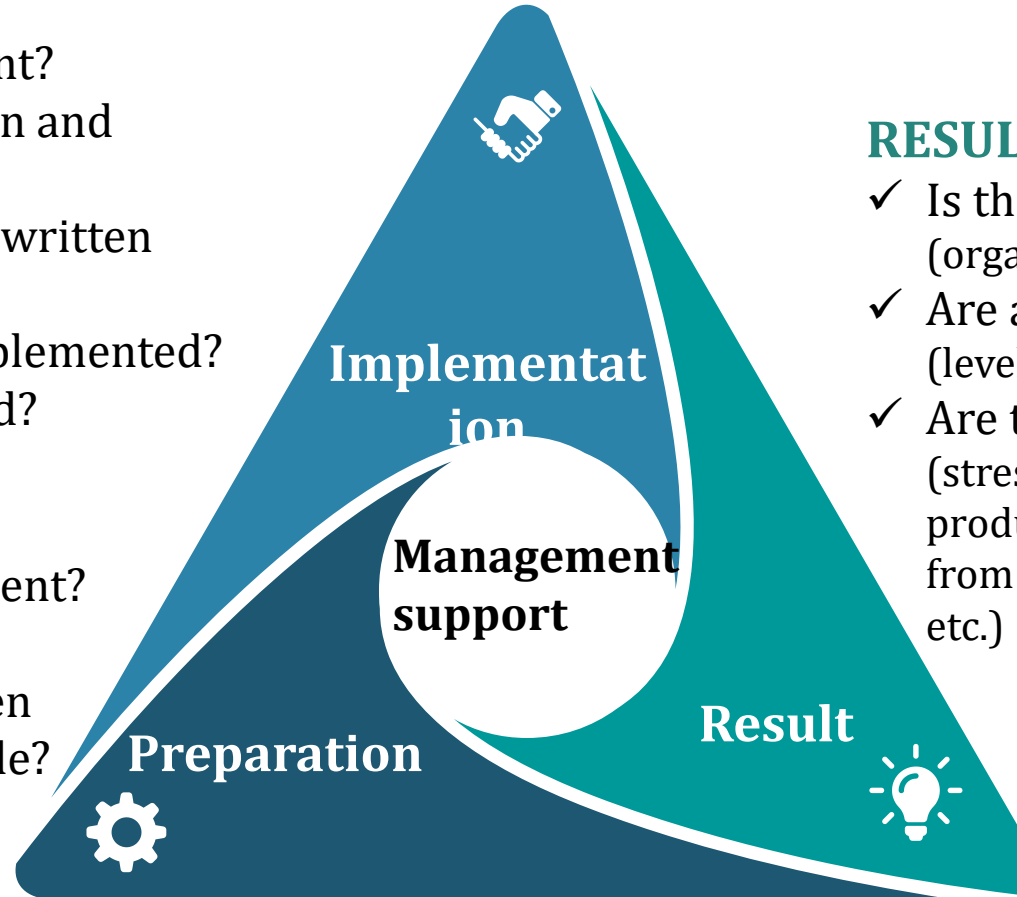 nt?
n and
written
plemented?
d?
ent?
en
le?
Implementat
ion
Management
support
Preparation
Result
RESUL
✓ Is th
(orga
✓ Are a
(leve
✓ Are t
(stres
produ
from
etc.)